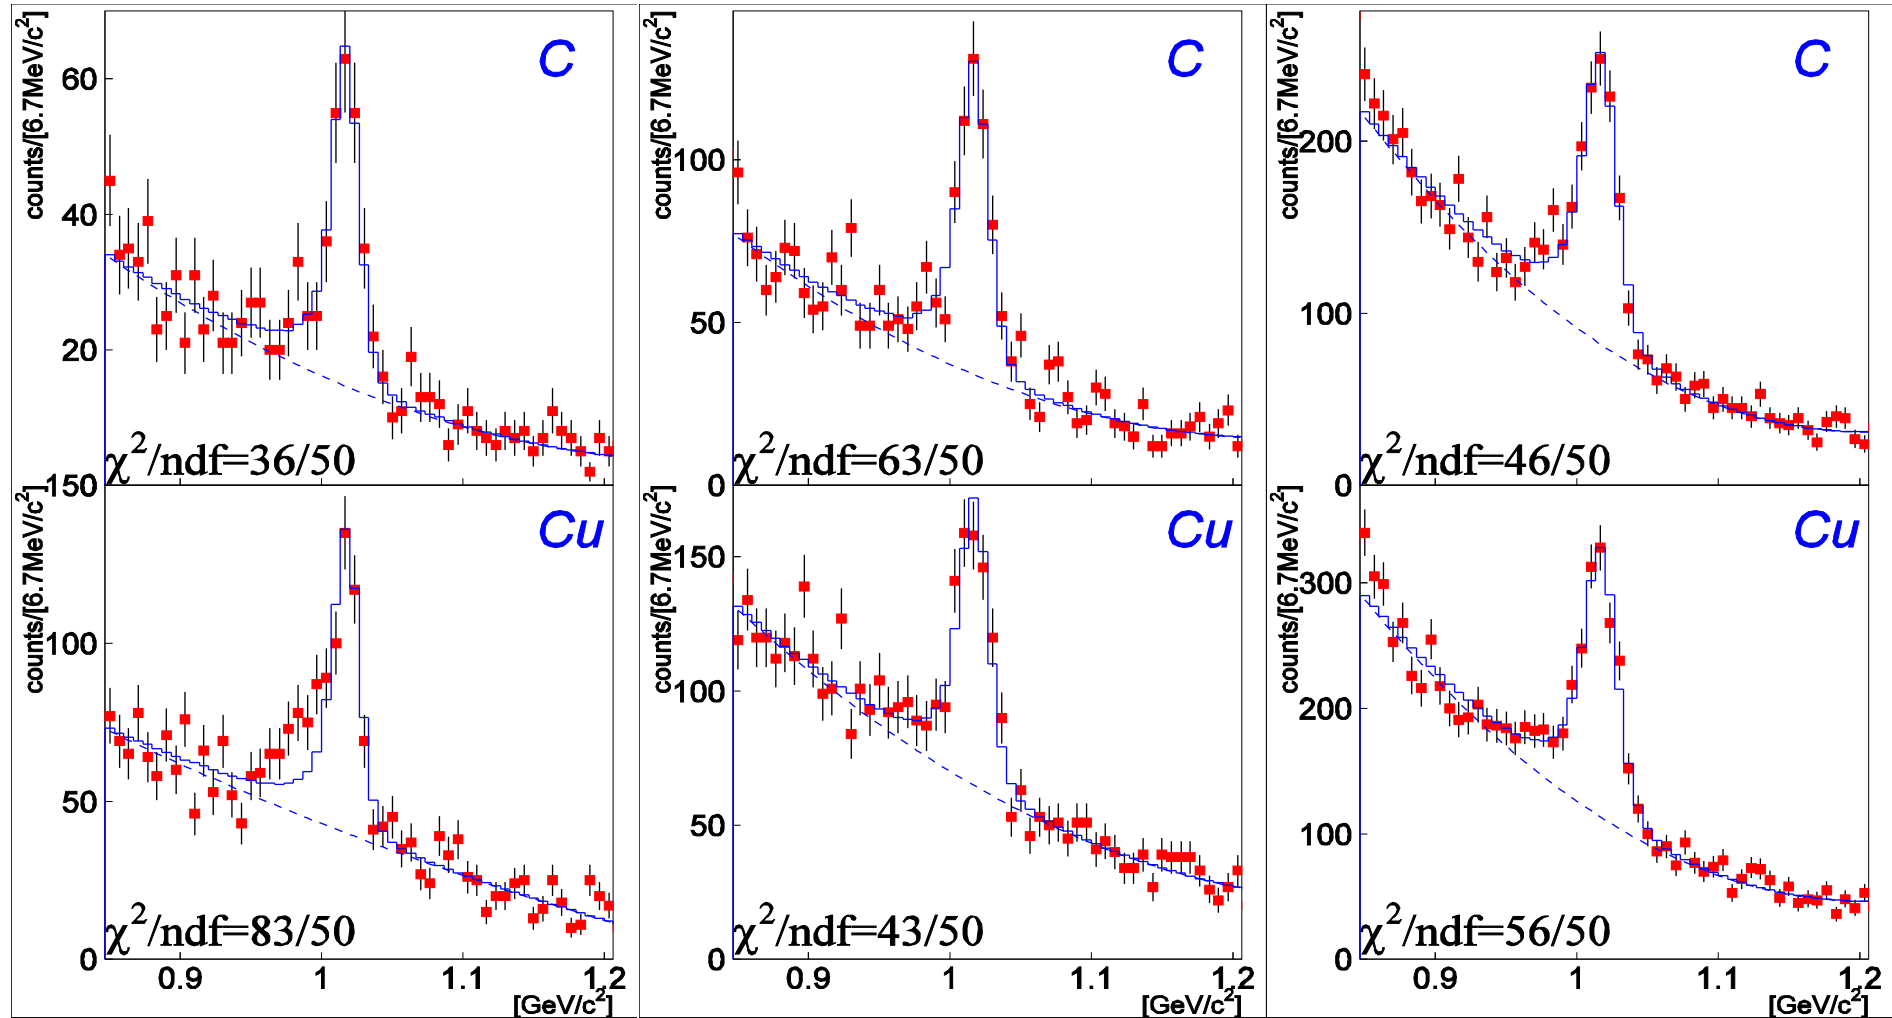 counts/[6.7MeV/c²]
60
40
20
C
χ²/ndf=36/50
counts/[6.7MeV/c²]
100
50
0
C
χ²/ndf=63/50
counts/[6.7MeV/c²]
200
100
0
C
χ²/ndf=46/50
counts/[6.7MeV/c²]
150
100
50
0
Cu
χ²/ndf=83/50
0.9
1
1.1
1.2
[GeV/c²]
counts/[6.7MeV/c²]
150
100
50
0
Cu
χ²/ndf=43/50
0.9
1
1.1
1.2
[GeV/c²]
counts/[6.7MeV/c²]
300
200
100
0
Cu
χ²/ndf=56/50
0.9
1
1.1
1.2
[GeV/c²]